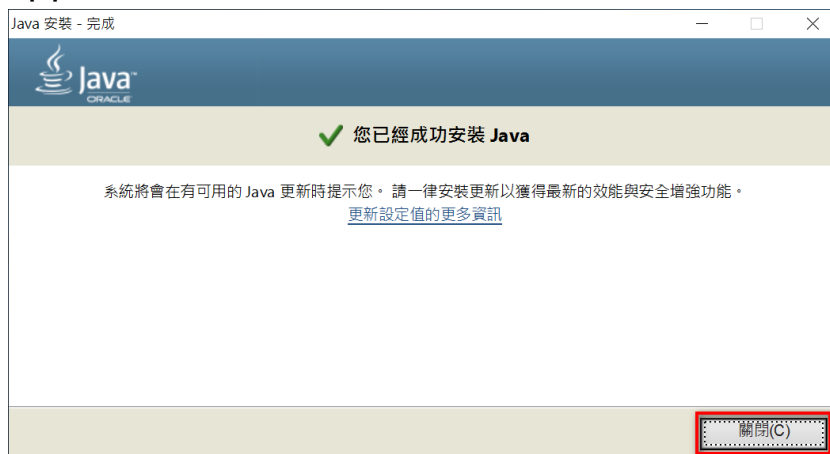 Java 安裝 - 完成
Java™
ORACLE
您已經成功安裝 Java
系統將會在有可用的 Java 更新時提示您。 請一律安裝更新以獲得最新的效能與安全增強功能。
更新設定值的更多資訊
關閉(C)